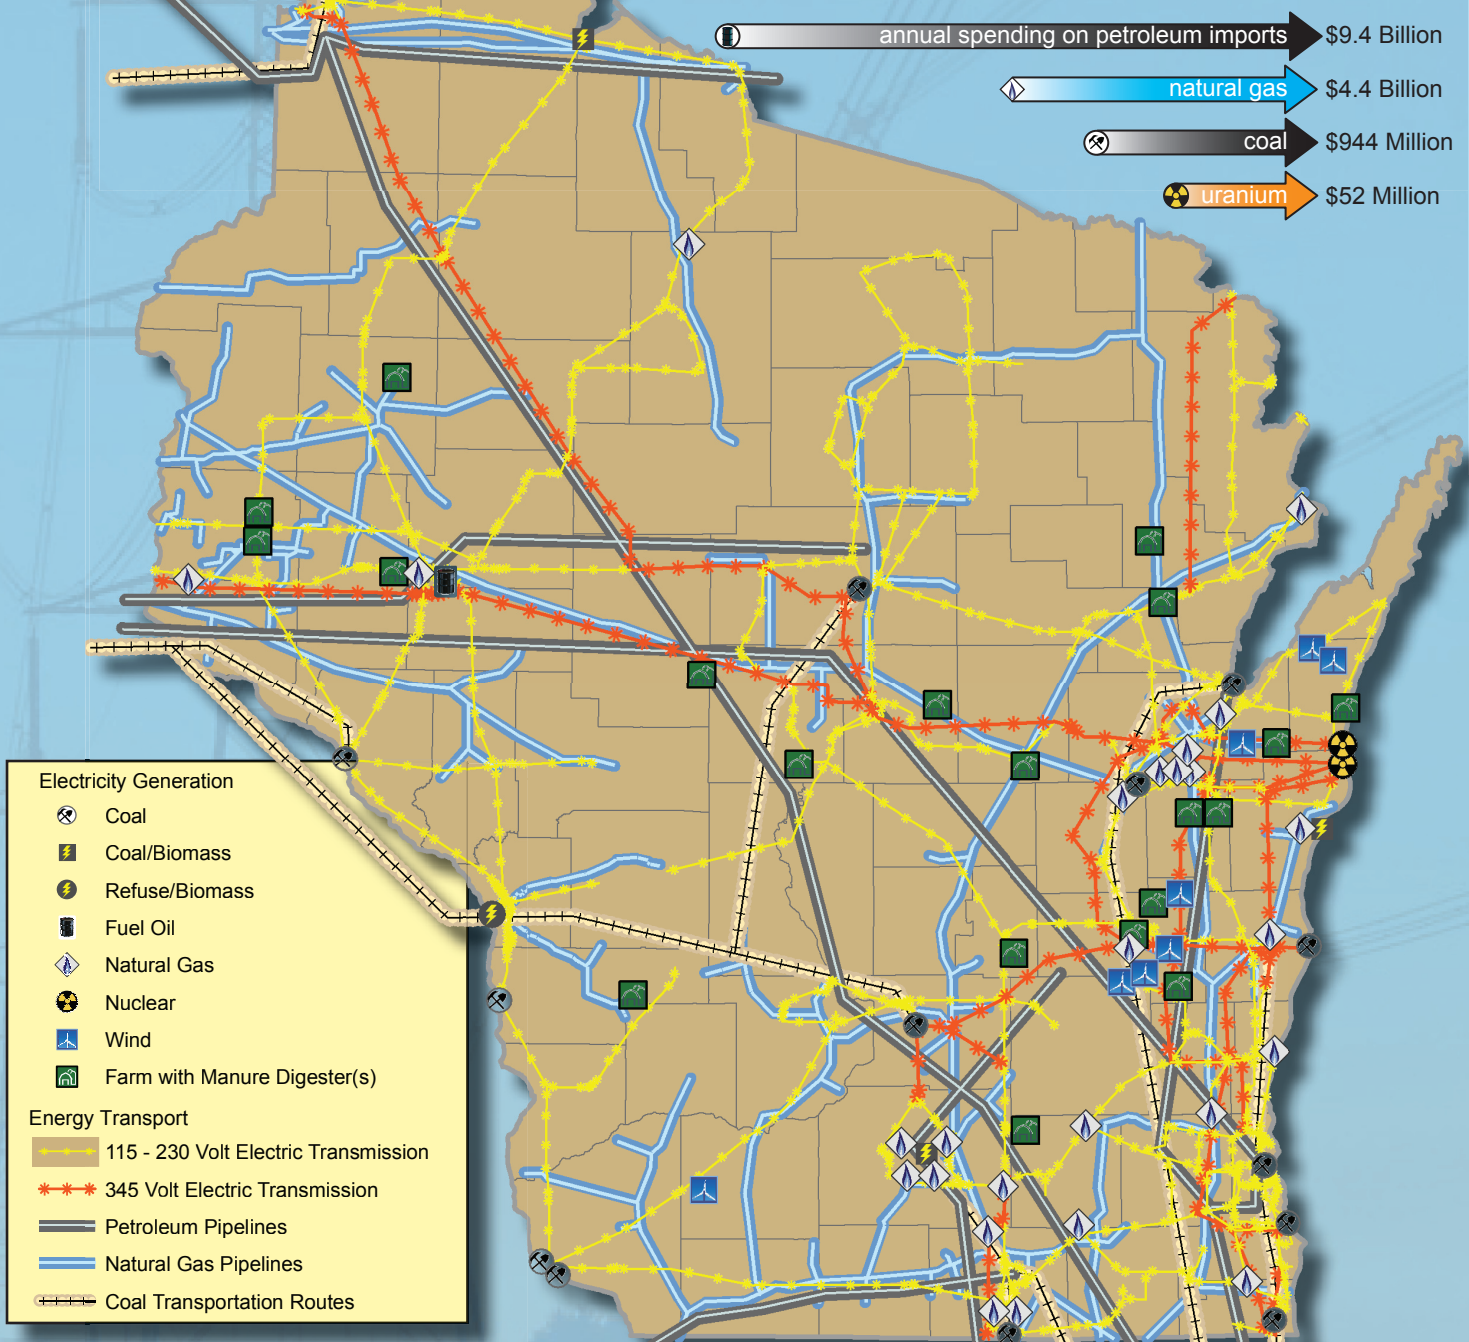 annual spending on petroleum imports $9.4 Billion
natural gas $4.4 Billion
coal $944 Million
uranium $52 Million
Electricity Generation
Coal
Coal/Biomass
Refuse/Biomass
Fuel Oil
Natural Gas
Nuclear
Wind
Farm with Manure Digester(s)
Energy Transport
115 - 230 Volt Electric Transmission
345 Volt Electric Transmission
Petroleum Pipelines
Natural Gas Pipelines
Coal Transportation Routes